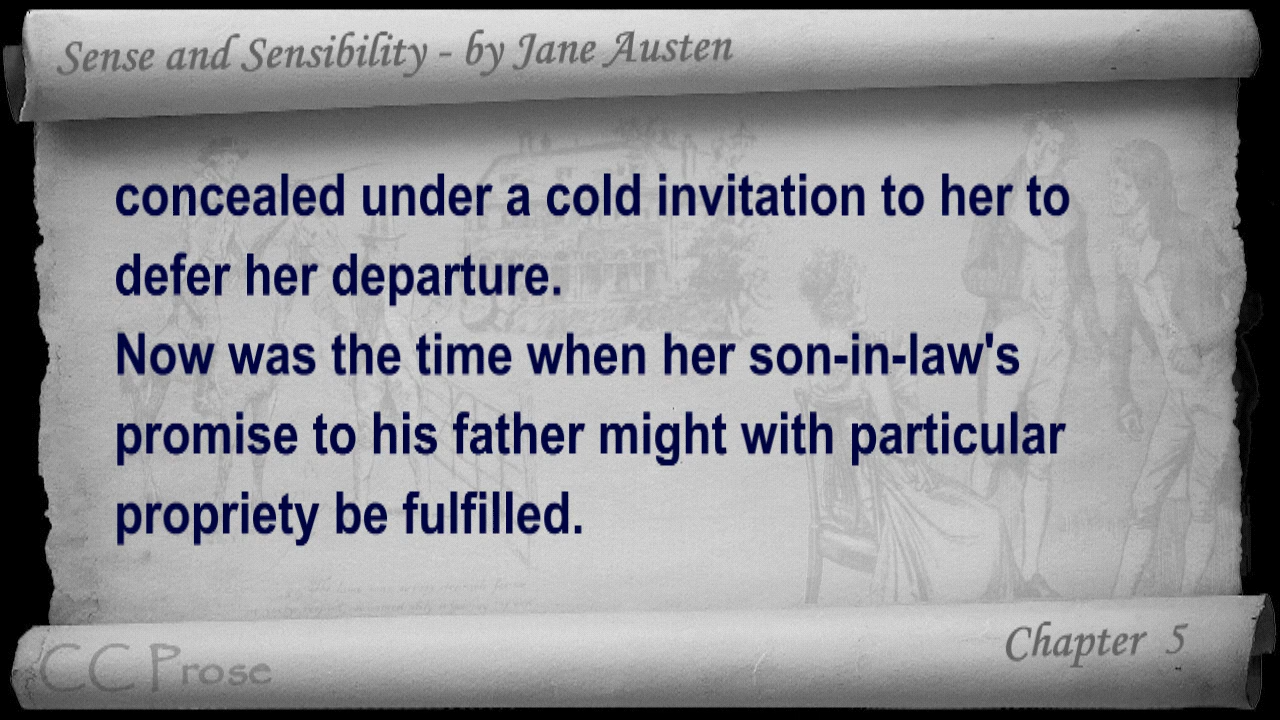 Sense and Sensibility - by Jane Austen
concealed under a cold invitation to her to
defer her departure.
Now was the time when her son-in-law's
promise to his father might with particular
propriety be fulfilled.
Chapter 5
CC Prose